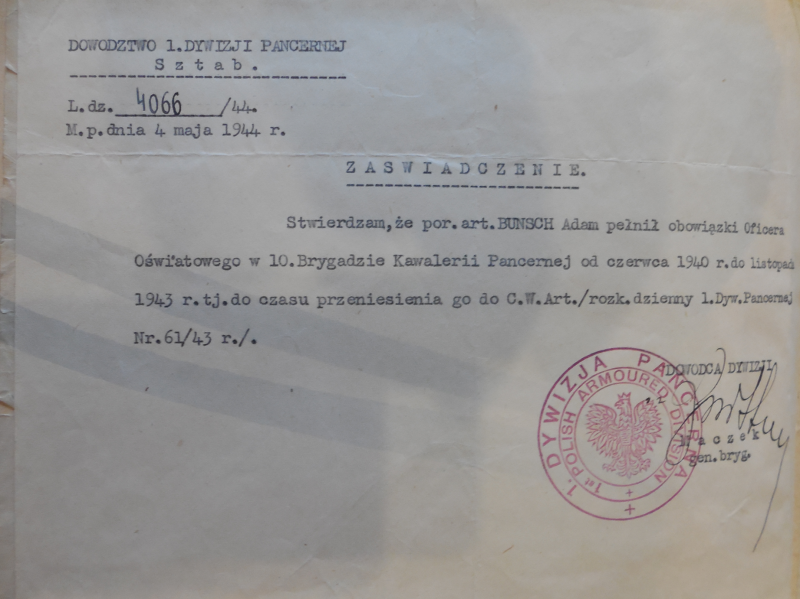 DOWODZTWO 1.DYWIZJI PANCERNEJ
Sztab.
L.dz. 4066 /44.
M.p.dnia 4 maja 1944 r.
ZASWIADCZENIE.
Stwierdzam,że por.art.BUNSCH Adam pełnił obowiązki Oficera
Oświatowego w 10.Brygadzie Kawalerii Pancernej od czerwca 1940 r.do listopada
1943 r.tj.do czasu przeniesienia go do C.W.Art./rozk.dzienny 1.Dyw.Pancernej
Nr.61/43 r./.
DOWODCA DYWIZJI
Maczek
gen.bryg.
1. DYWIZJA PANCERNA
1st POLISH ARMOURED DIVISION